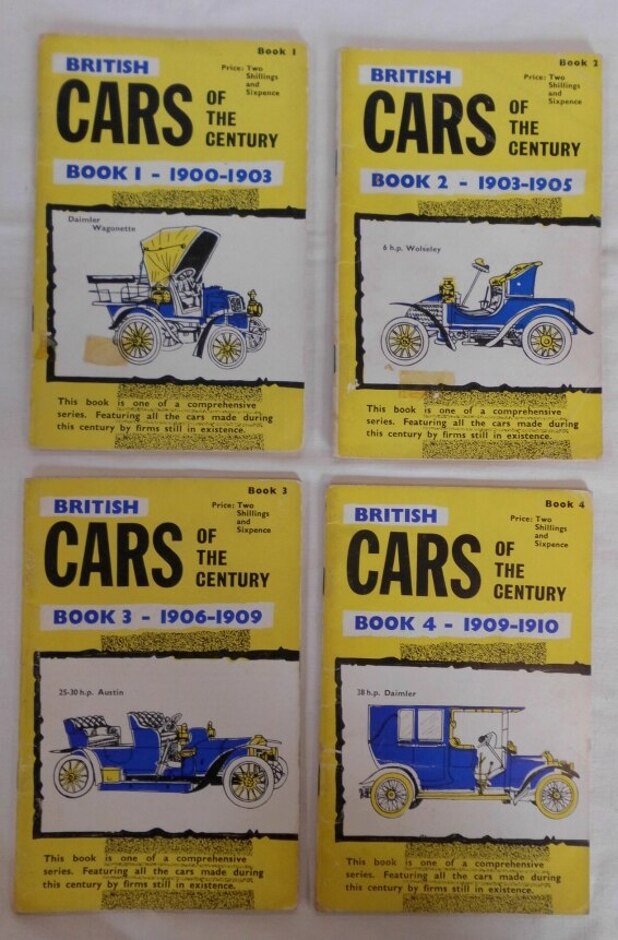 Book 1
BRITISH
Price: Two
Shillings
and
Sixpence
CARS OF
THE
CENTURY
BOOK 1 - 1900-1903
Daimler
Wagonette
This book is one of a comprehensive
series. Featuring all the cars made during
this century by firms still in existence.
Book 2
BRITISH
Price: Two
Shillings
and
Sixpence
CARS OF
THE
CENTURY
BOOK 2 - 1903-1905
6 h.p. Wolseley
This book is one of a comprehensive
series. Featuring all the cars made during
this century by firms still in existence.
Book 3
BRITISH
Price: Two
Shillings
and
Sixpence
CARS OF
THE
CENTURY
BOOK 3 - 1906-1909
25-30 h.p. Austin
This book is one of a comprehensive
series. Featuring all the cars made during
this century by firms still in existence.
Book 4
BRITISH
Price: Two
Shillings
and
Sixpence
CARS OF
THE
CENTURY
BOOK 4 - 1909-1910
38 h.p. Daimler
This book is one of a comprehensive
series. Featuring all the cars made during
this century by firms still in existence.